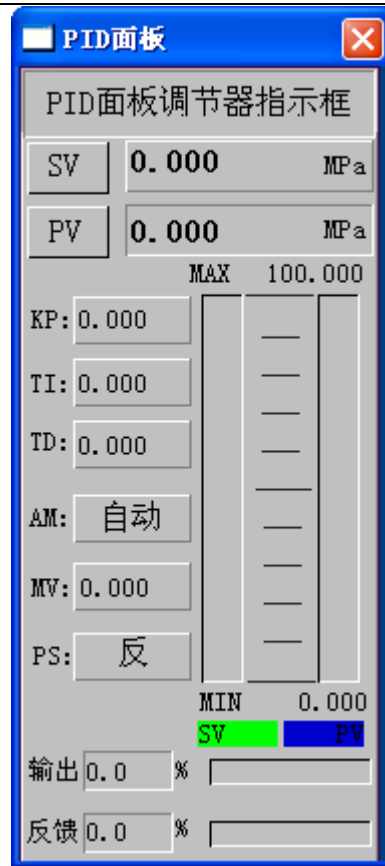 PID面板
PID面板调节器指示框
SV 0.000 MPa
PV 0.000 MPa
MAX 100.000
KP: 0.000
TI: 0.000
TD: 0.000
AM: 自动
MV: 0.000
PS: 反
MIN 0.000
SV PV
输出 0.0 %
反馈 0.0 %